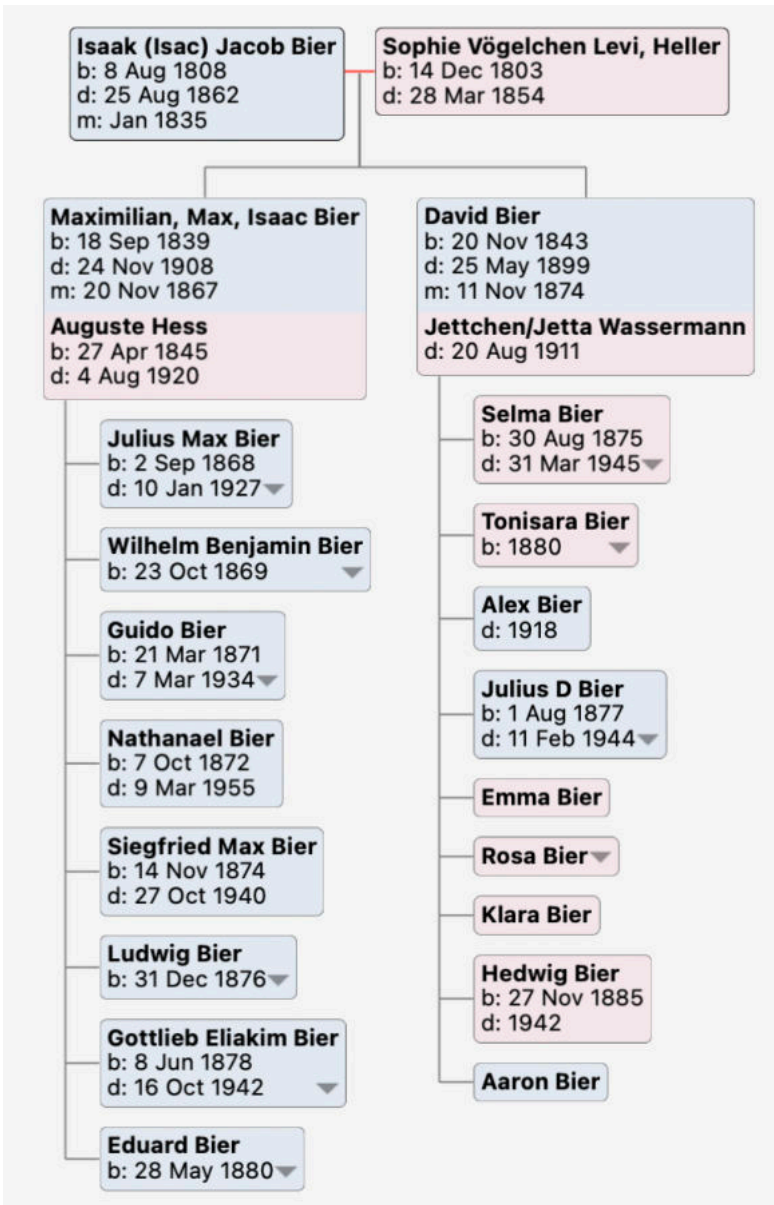 Isaak (Isac) Jacob Bier
b: 8 Aug 1808
d: 25 Aug 1862
m: Jan 1835
Sophie Vögelchen Levi, Heller
b: 14 Dec 1803
d: 28 Mar 1854
Maximilian, Max, Isaac Bier
b: 18 Sep 1839
d: 24 Nov 1908
m: 20 Nov 1867
Auguste Hess
b: 27 Apr 1845
d: 4 Aug 1920
Julius Max Bier
b: 2 Sep 1868
d: 10 Jan 1927
Wilhelm Benjamin Bier
b: 23 Oct 1869
Guido Bier
b: 21 Mar 1871
d: 7 Mar 1934
Nathanael Bier
b: 7 Oct 1872
d: 9 Mar 1955
Siegfried Max Bier
b: 14 Nov 1874
d: 27 Oct 1940
Ludwig Bier
b: 31 Dec 1876
Gottlieb Eliakim Bier
b: 8 Jun 1878
d: 16 Oct 1942
Eduard Bier
b: 28 May 1880
David Bier
b: 20 Nov 1843
d: 25 May 1899
m: 11 Nov 1874
Jettchen/Jetta Wassermann
d: 20 Aug 1911
Selma Bier
b: 30 Aug 1875
d: 31 Mar 1945
Tonisara Bier
b: 1880
Alex Bier
d: 1918
Julius D Bier
b: 1 Aug 1877
d: 11 Feb 1944
Emma Bier
Rosa Bier
Klara Bier
Hedwig Bier
b: 27 Nov 1885
d: 1942
Aaron Bier